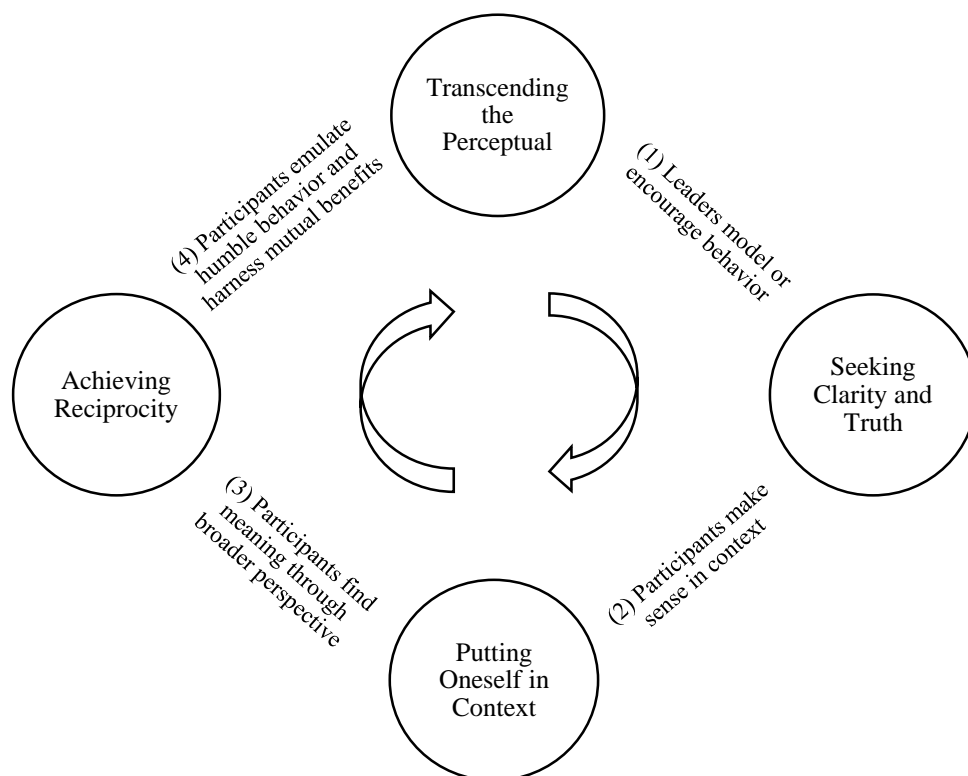 Transcending
the
Perceptual
(1) Leaders model or
encourage behavior
Seeking
Clarity and
Truth
(2) Participants make
sense in context
Putting
Oneself in
Context
(3) Participants find
meaning through
broader perspective
Achieving
Reciprocity
(4) Participants emulate
humble behavior and
harness mutual benefits